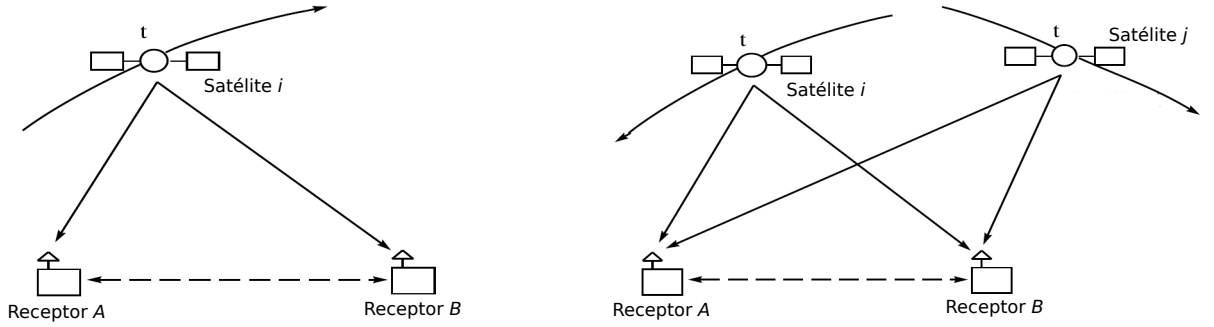 t
Satélite i
Receptor A
Receptor B
t
Satélite i
t
Satélite j
Receptor A
Receptor B